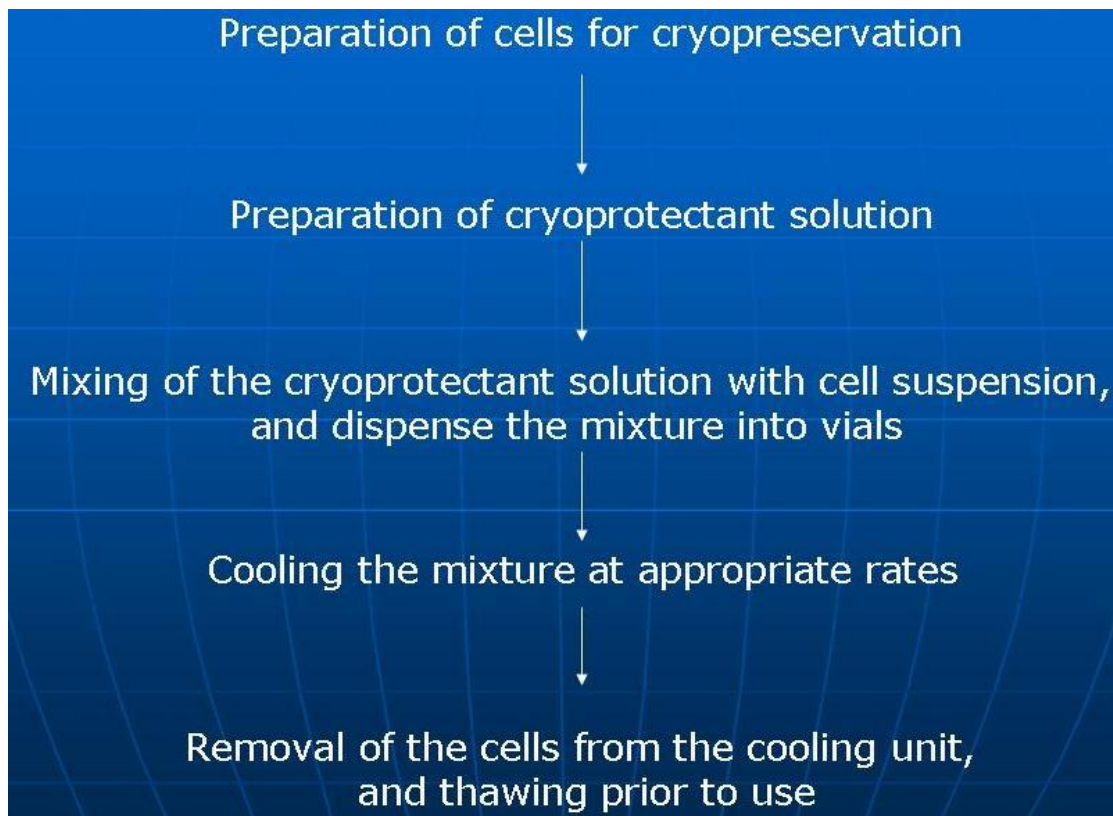 Preparation of cells for cryopreservation
Preparation of cryoprotectant solution
Mixing of the cryoprotectant solution with cell suspension,
and dispense the mixture into vials
Cooling the mixture at appropriate rates
Removal of the cells from the cooling unit,
and thawing prior to use